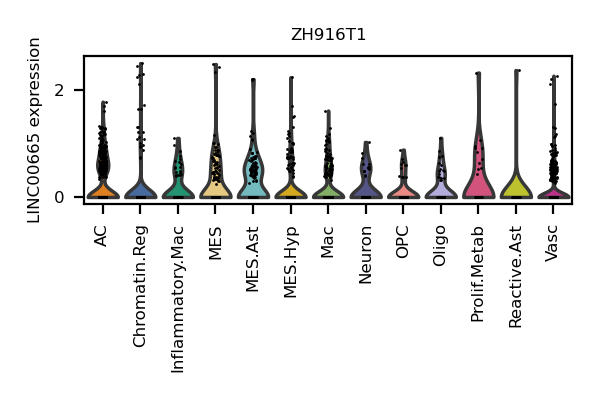 ZH916T1
LINC00665 expression
2
0
AC
Chromatin.Reg
Inflammatory.Mac
MES
MES.Ast
MES.Hyp
Mac
Neuron
OPC
Oligo
Prolif.Metab
Reactive.Ast
Vasc